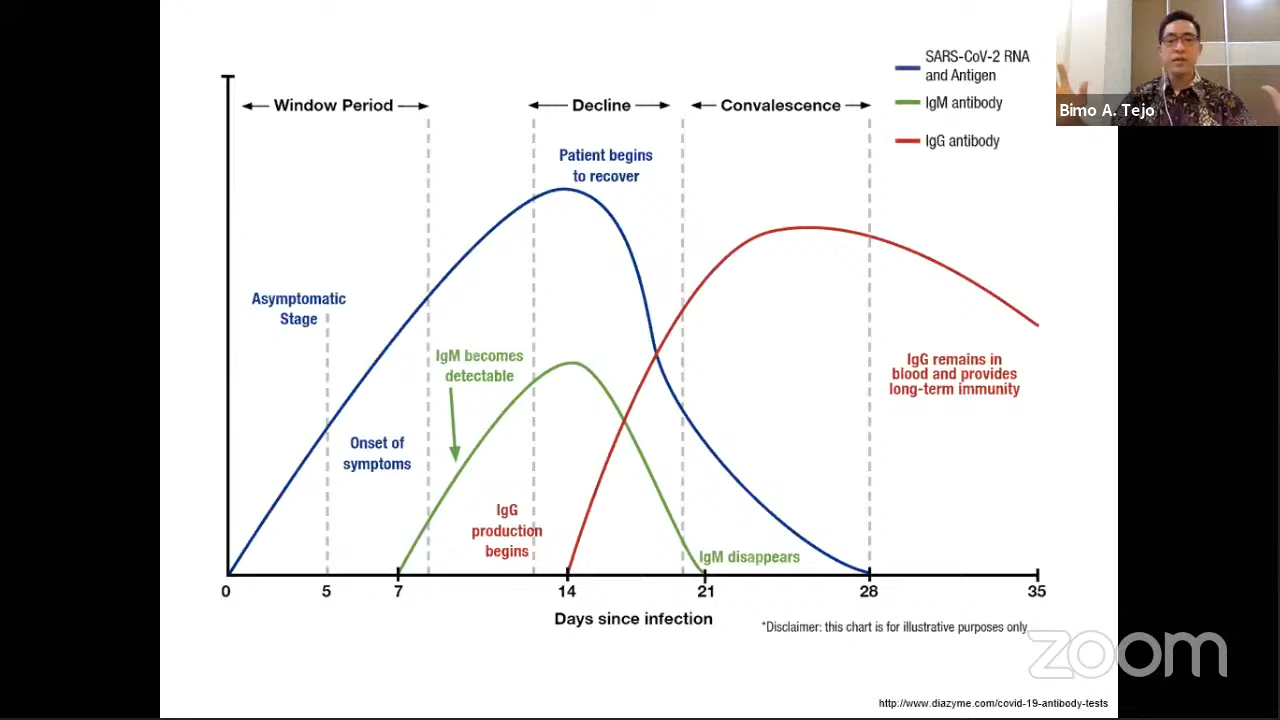 SARS-CoV-2 RNA
and Antigen
IgM antibody
IgG antibody
Bimo A. Tejo
Window Period
Decline
Convalescence
Patient begins
to recover
Asymptomatic
Stage
IgM becomes
detectable
IgG remains in
blood and provides
long-term immunity
Onset of
symptoms
IgG
production
begins
IgM disappears
0 5 7 14 21 28 35
Days since infection
*Disclaimer: this chart is for illustrative purposes only
zoom
http://www.diazyme.com/covid-19-antibody-tests